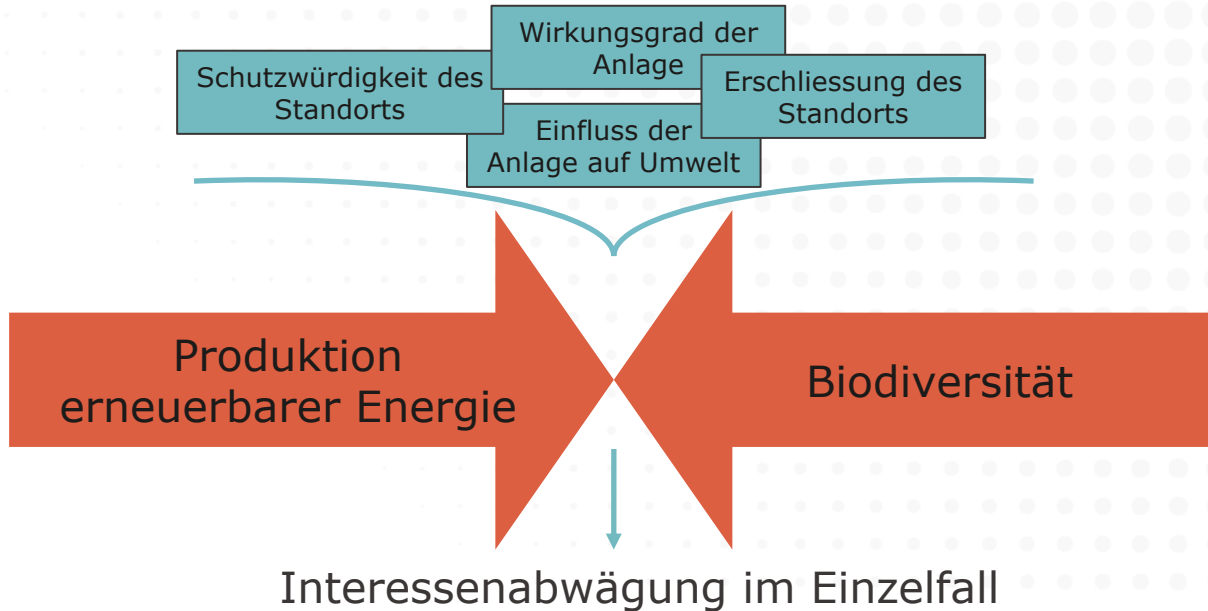 Wirkungsgrad der
Anlage
Schutzwürdigkeit des
Standorts
Erschliessung des
Standorts
Einfluss der
Anlage auf Umwelt
Produktion
erneuerbarer Energie
Biodiversität
Interessenabwägung im Einzelfall